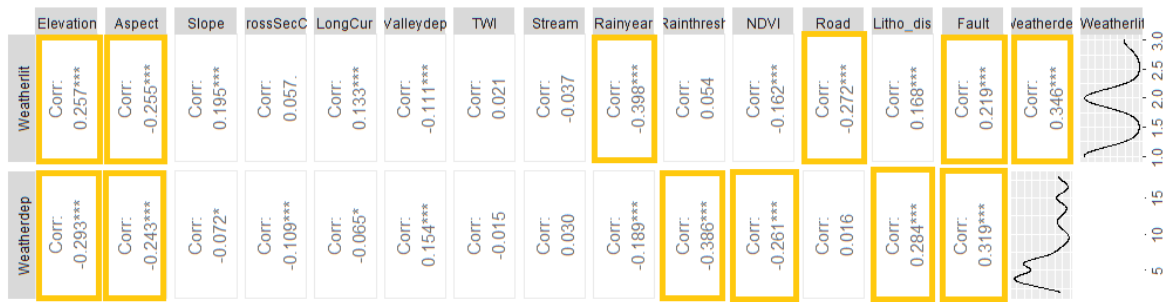 Elevation Aspect Slope rossSecC LongCur Valleydep TWI Stream Rainyear Rainthresh NDVI Road Litho_dis Fault Weatherde Weatherlit
Weatherlit
Corr:
0.257***
Corr:
-0.255***
Corr:
0.195***
Corr:
0.057.
Corr:
0.133***
Corr:
-0.111***
Corr:
0.021
Corr:
-0.037
Corr:
-0.398***
Corr:
0.054
Corr:
-0.162***
Corr:
-0.272***
Corr:
0.168***
Corr:
0.219***
Corr:
0.346***
1.0 1.5 2.0 2.5 3.0
Weatherdep
Corr:
-0.293***
Corr:
-0.243***
Corr:
-0.072*
Corr:
-0.109***
Corr:
-0.065*
Corr:
0.154***
Corr:
-0.015
Corr:
0.030
Corr:
-0.189***
Corr:
-0.386***
Corr:
-0.261***
Corr:
0.016
Corr:
0.284***
Corr:
0.319***
5 10 15